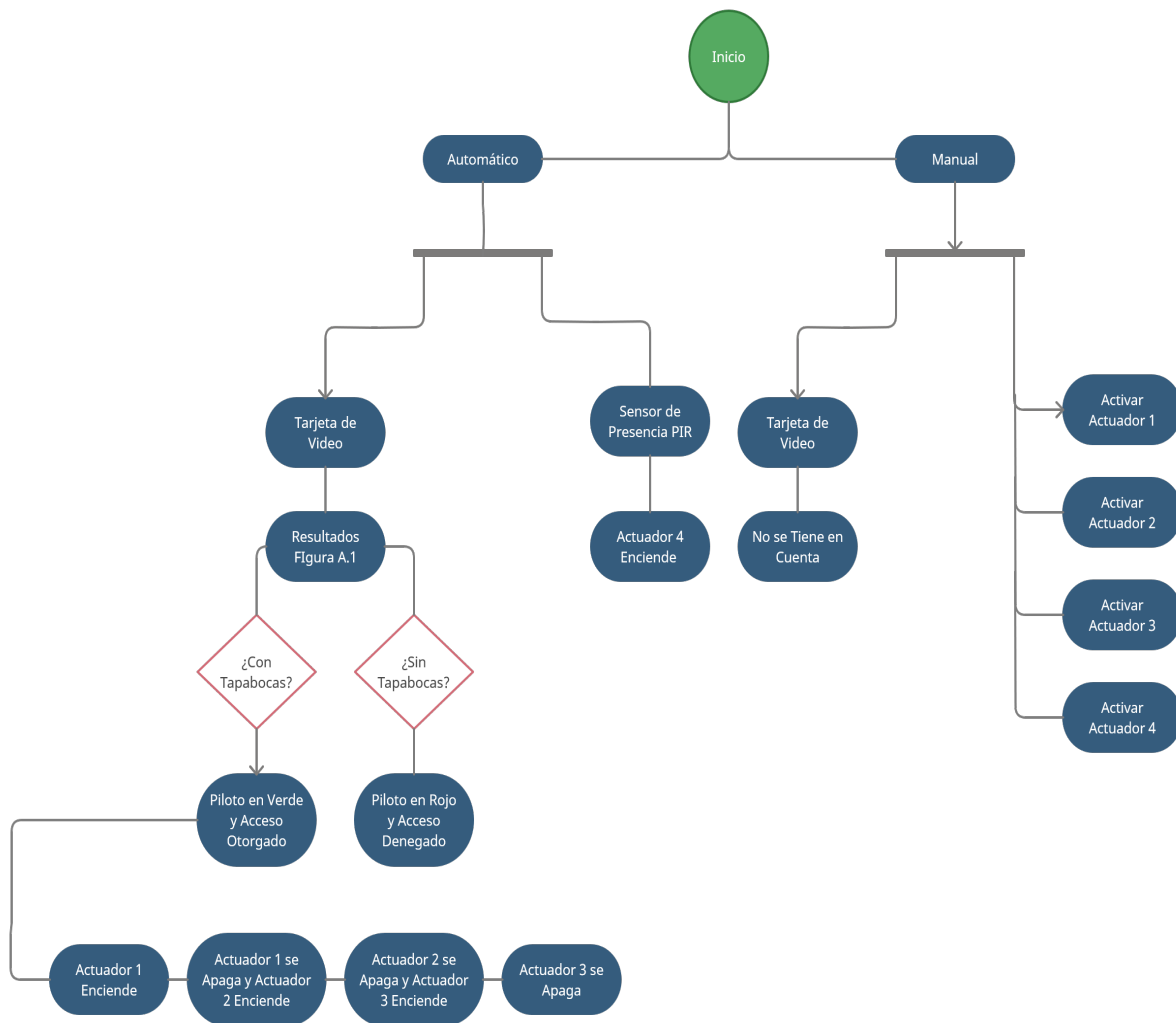 Inicio
Automático
Manual
Tarjeta de
Video
Sensor de
Presencia PIR
Tarjeta de
Video
Activar
Actuador 1
Resultados
FIgura A.1
Actuador 4
Enciende
No se Tiene en
Cuenta
Activar
Actuador 2
¿Con
Tapabocas?
¿Sin
Tapabocas?
Activar
Actuador 3
Activar
Actuador 4
Piloto en Verde
y Acceso
Otorgado
Piloto en Rojo
y Acceso
Denegado
Actuador 1
Enciende
Actuador 1 se
Apaga y Actuador
2 Enciende
Actuador 2 se
Apaga y Actuador
3 Enciende
Actuador 3 se
Apaga